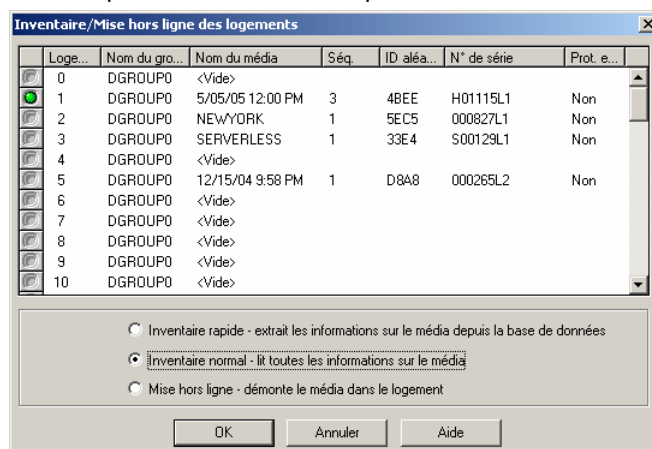 Inventaire/Mise hors ligne des logements
Loge... Nom du gro... Nom du média Séq. ID aléa... N° de série Prot. e...
0 DGROUP0 <Vide>
1 DGROUP0 5/05/05 12:00 PM 3 4BEE H01115L1 Non
2 DGROUP0 NEWYORK 1 5EC5 000827L1 Non
3 DGROUP0 SERVERLESS 1 33E4 S00129L1 Non
4 DGROUP0 <Vide>
5 DGROUP0 12/15/04 9:58 PM 1 D8A8 000265L2 Non
6 DGROUP0 <Vide>
7 DGROUP0 <Vide>
8 DGROUP0 <Vide>
9 DGROUP0 <Vide>
10 DGROUP0 <Vide>
Inventaire rapide - extrait les informations sur le média depuis la base de données
Inventaire normal - lit toutes les informations sur le média
Mise hors ligne - démonte le média dans le logement
OK Annuler Aide